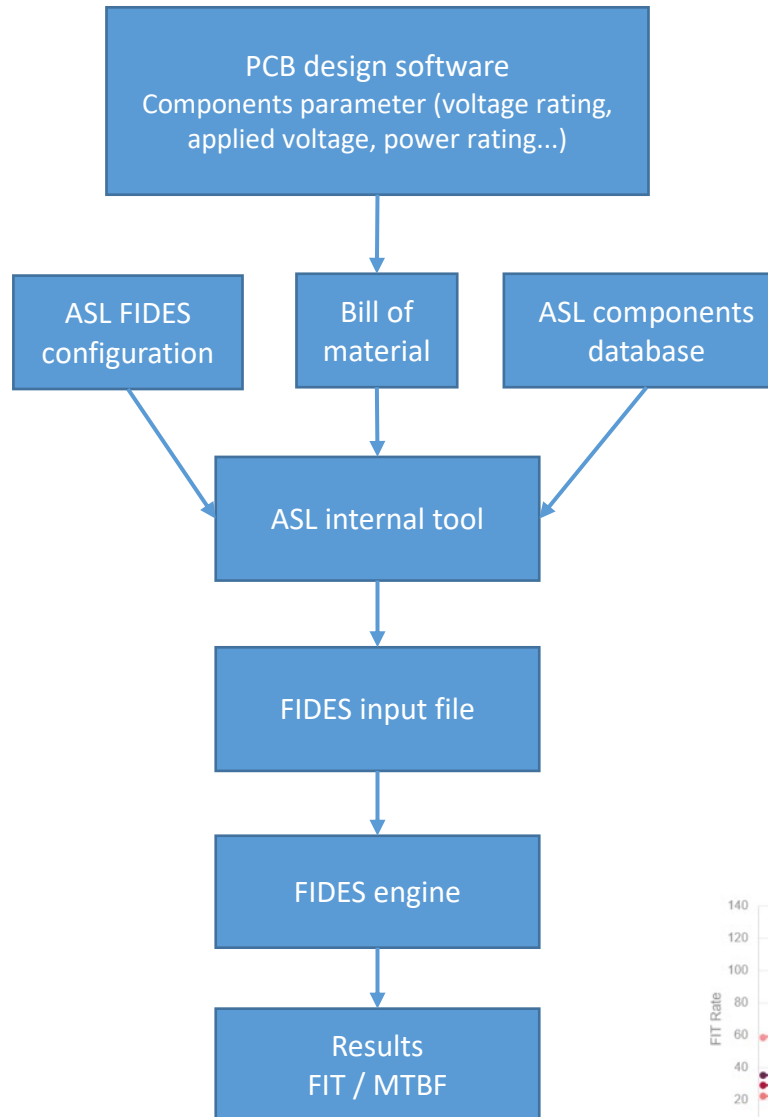 PCB design software
Components parameter (voltage rating,
applied voltage, power rating...)
ASL FIDES
configuration
Bill of
material
ASL components
database
ASL internal tool
FIDES input file
FIDES engine
Results
FIT / MTBF
140
120
100
80
60
40
20
FIT Rate